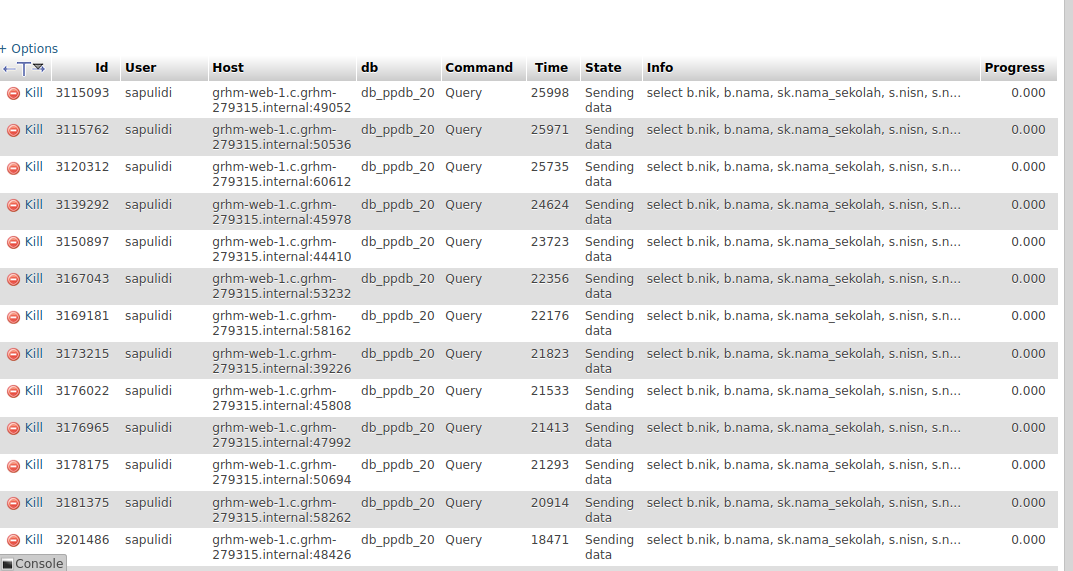 + Options
Id User Host db Command Time State Info Progress
Kill 3115093 sapulidi grhm-web-1.c.grhm- db_ppdb_20 Query 25998 Sending select b.nik, b.nama, sk.nama_sekolah, s.nisn, s.n... 0.000
279315.internal:49052 data
Kill 3115762 sapulidi grhm-web-1.c.grhm- db_ppdb_20 Query 25971 Sending select b.nik, b.nama, sk.nama_sekolah, s.nisn, s.n... 0.000
279315.internal:50536 data
Kill 3120312 sapulidi grhm-web-1.c.grhm- db_ppdb_20 Query 25735 Sending select b.nik, b.nama, sk.nama_sekolah, s.nisn, s.n... 0.000
279315.internal:60612 data
Kill 3139292 sapulidi grhm-web-1.c.grhm- db_ppdb_20 Query 24624 Sending select b.nik, b.nama, sk.nama_sekolah, s.nisn, s.n... 0.000
279315.internal:45978 data
Kill 3150897 sapulidi grhm-web-1.c.grhm- db_ppdb_20 Query 23723 Sending select b.nik, b.nama, sk.nama_sekolah, s.nisn, s.n... 0.000
279315.internal:44410 data
Kill 3167043 sapulidi grhm-web-1.c.grhm- db_ppdb_20 Query 22356 Sending select b.nik, b.nama, sk.nama_sekolah, s.nisn, s.n... 0.000
279315.internal:53232 data
Kill 3169181 sapulidi grhm-web-1.c.grhm- db_ppdb_20 Query 22176 Sending select b.nik, b.nama, sk.nama_sekolah, s.nisn, s.n... 0.000
279315.internal:58162 data
Kill 3173215 sapulidi grhm-web-1.c.grhm- db_ppdb_20 Query 21823 Sending select b.nik, b.nama, sk.nama_sekolah, s.nisn, s.n... 0.000
279315.internal:39226 data
Kill 3176022 sapulidi grhm-web-1.c.grhm- db_ppdb_20 Query 21533 Sending select b.nik, b.nama, sk.nama_sekolah, s.nisn, s.n... 0.000
279315.internal:45808 data
Kill 3176965 sapulidi grhm-web-1.c.grhm- db_ppdb_20 Query 21413 Sending select b.nik, b.nama, sk.nama_sekolah, s.nisn, s.n... 0.000
279315.internal:47992 data
Kill 3178175 sapulidi grhm-web-1.c.grhm- db_ppdb_20 Query 21293 Sending select b.nik, b.nama, sk.nama_sekolah, s.nisn, s.n... 0.000
279315.internal:50694 data
Kill 3181375 sapulidi grhm-web-1.c.grhm- db_ppdb_20 Query 20914 Sending select b.nik, b.nama, sk.nama_sekolah, s.nisn, s.n... 0.000
279315.internal:58262 data
Kill 3201486 sapulidi grhm-web-1.c.grhm- db_ppdb_20 Query 18471 Sending select b.nik, b.nama, sk.nama_sekolah, s.nisn, s.n... 0.000
279315.internal:48426 data
Console